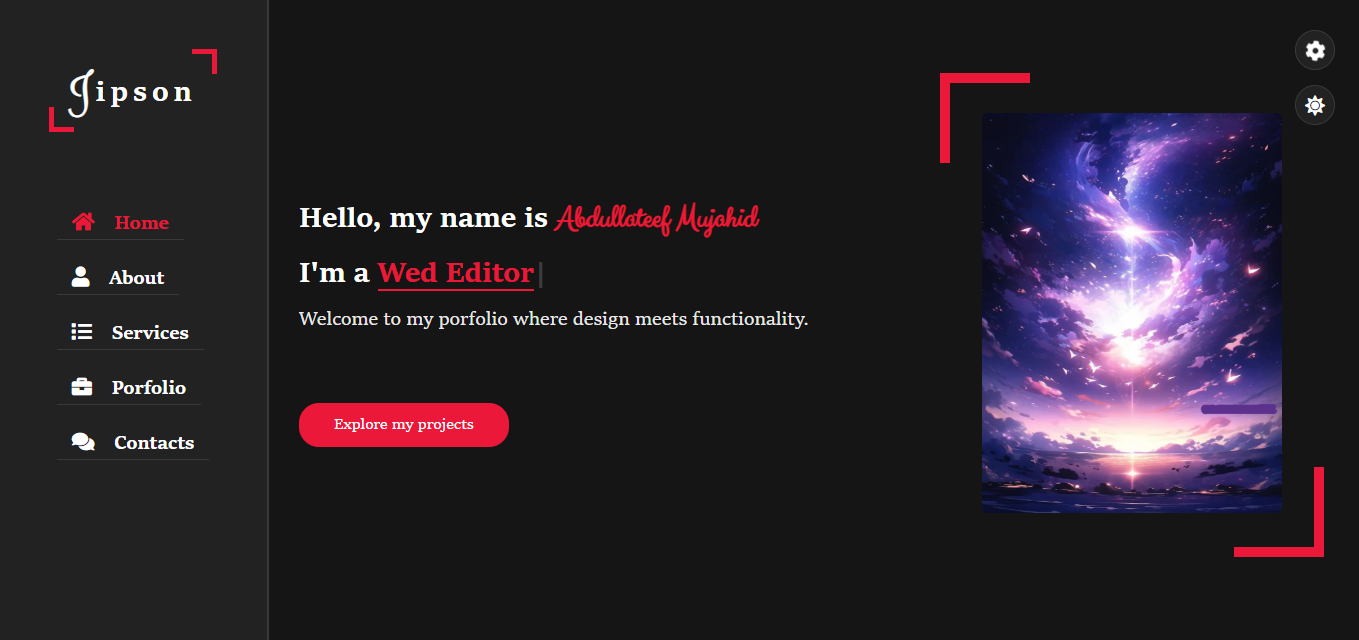 Jipson
Home
About
Services
Porfolio
Contacts
Hello, my name is Abdullateef Mujahid
I'm a Wed Editor
Welcome to my porfolio where design meets functionality.
Explore my projects